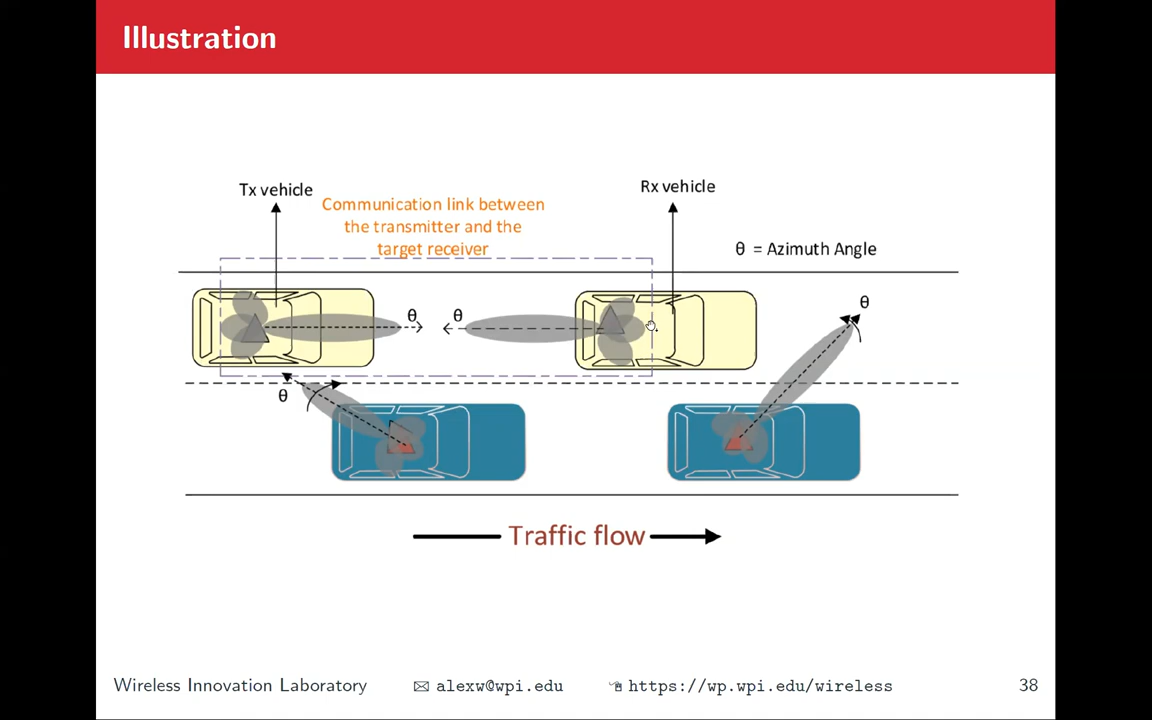 Illustration
Tx vehicle
Rx vehicle
Communication link between
the transmitter and the
target receiver
θ = Azimuth Angle
θ
θ
θ
θ
Traffic flow
Wireless Innovation Laboratory
alexw@wpi.edu
https://wp.wpi.edu/wireless
38